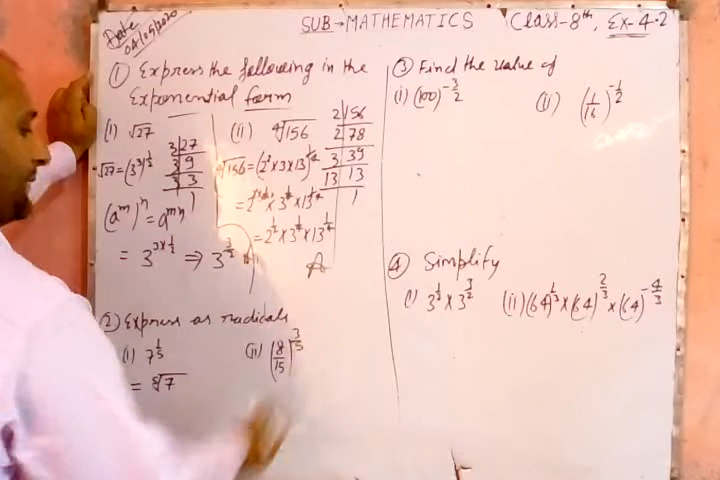 Date
04/05/2020
SUB→MATHEMATICS
Class-8th, Ex-4.2
① Express the following in the
Exponential form
(i) √27
3|27
3|9
3|3
1
√27=(3³)^½
(a^m)^n = a^mn
= 3^3×½ ⇒ 3^3/2 A
(ii) ⁴√156
2|156
2|78
3|39
13|13
1
⁴√156=(2²×3×13)^¼
=2^2×¼×3^¼×13^¼
=2^½×3^¼×13^¼
A
② Express as radicals
(i) 7^1/5
= ⁵√7
(ii) (8/15)^3/5
③ Find the value of
(i) (100)^-3/2
(ii) (1/16)^-1/2
④ Simplify
(i) 3^½ × 3^3/2
(ii) (64)^1/3×(64)^2/3×(64)^-4/3